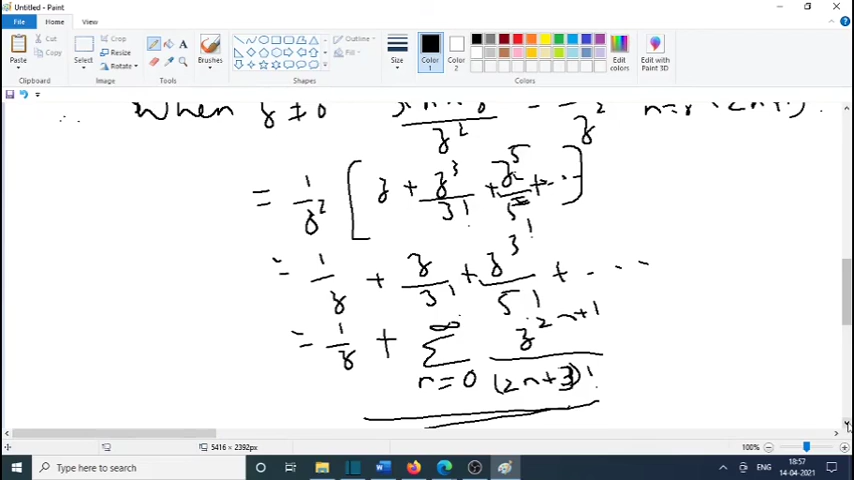 Untitled - Paint
File Home View
Cut
Copy
Paste
Clipboard
Crop
Resize
Rotate
Select
Image
Tools
Brushes
Outline
Fill
Shapes
Size
Color 1
Color 2
Colors
Edit colors
Edit with Paint 3D
∴ When z ≠ 0
= 1/z² [z + z³/3! + z⁵/5! + ...]
= 1/z + z/3! + z³/5! + ...
= 1/z + ∑_{n=0}^{∞} z^{2n+1}/(2n+3)!
5416 × 2392px
100%
Type here to search
ENG
18:57
14-04-2021